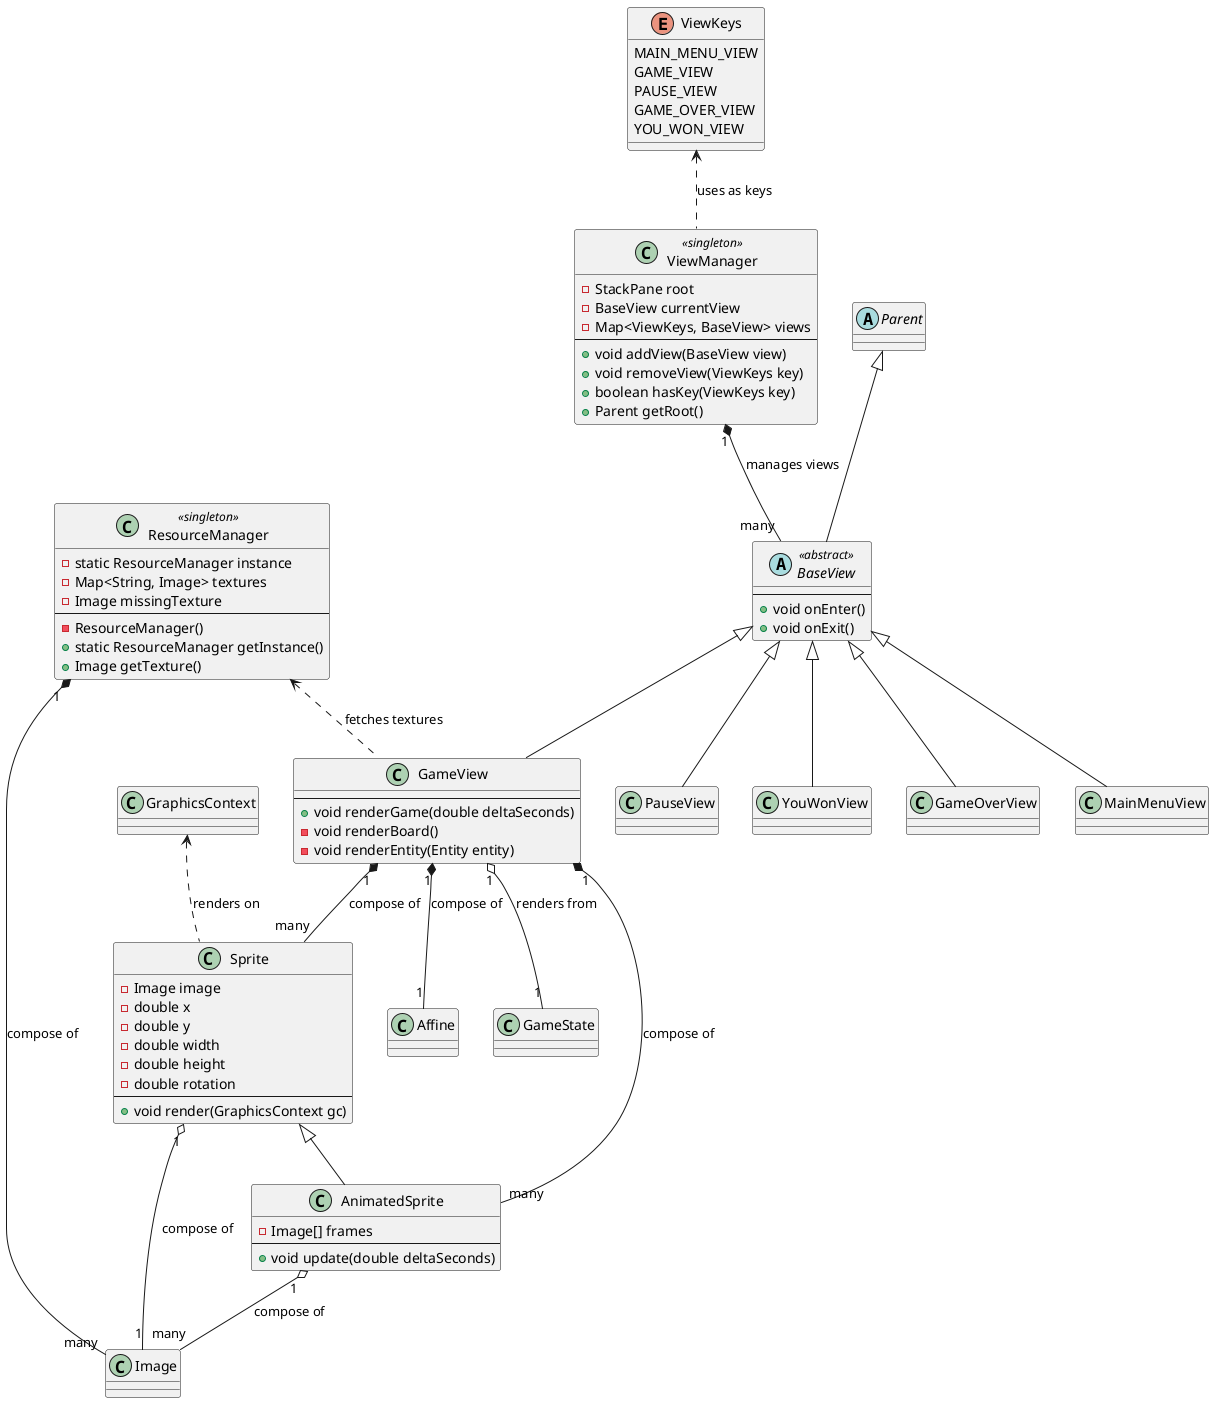 E ViewKeys
MAIN_MENU_VIEW
GAME_VIEW
PAUSE_VIEW
GAME_OVER_VIEW
YOU_WON_VIEW
uses as keys
C «singleton»
ViewManager
StackPane root
BaseView currentView
Map<ViewKeys, BaseView> views
void addView(BaseView view)
void removeView(ViewKeys key)
boolean hasKey(ViewKeys key)
Parent getRoot()
A Parent
1
manages views
many
C «singleton»
ResourceManager
static ResourceManager instance
Map<String, Image> textures
Image missingTexture
ResourceManager()
static ResourceManager getInstance()
Image getTexture()
A «abstract»
BaseView
void onEnter()
void onExit()
1
fetches textures
C GraphicsContext
C GameView
void renderGame(double deltaSeconds)
void renderBoard()
void renderEntity(Entity entity)
C PauseView
C YouWonView
C GameOverView
C MainMenuView
renders on
1
compose of
many
1
compose of
1
1
renders from
1
1
compose of
many
compose of
many
C Sprite
Image image
double x
double y
double width
double height
double rotation
void render(GraphicsContext gc)
C Affine
C GameState
1
compose of
1
C AnimatedSprite
Image[] frames
void update(double deltaSeconds)
1
compose of
many
C Image